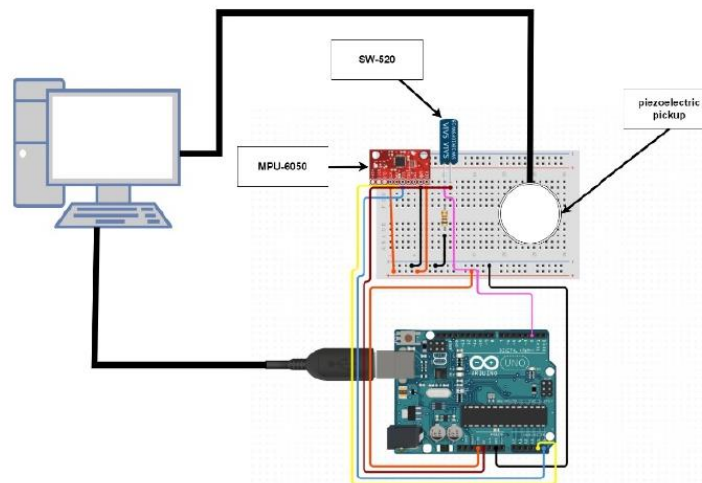 SW-520
piezoelectric
pickup
MPU-6050
ARDUINO
UNO